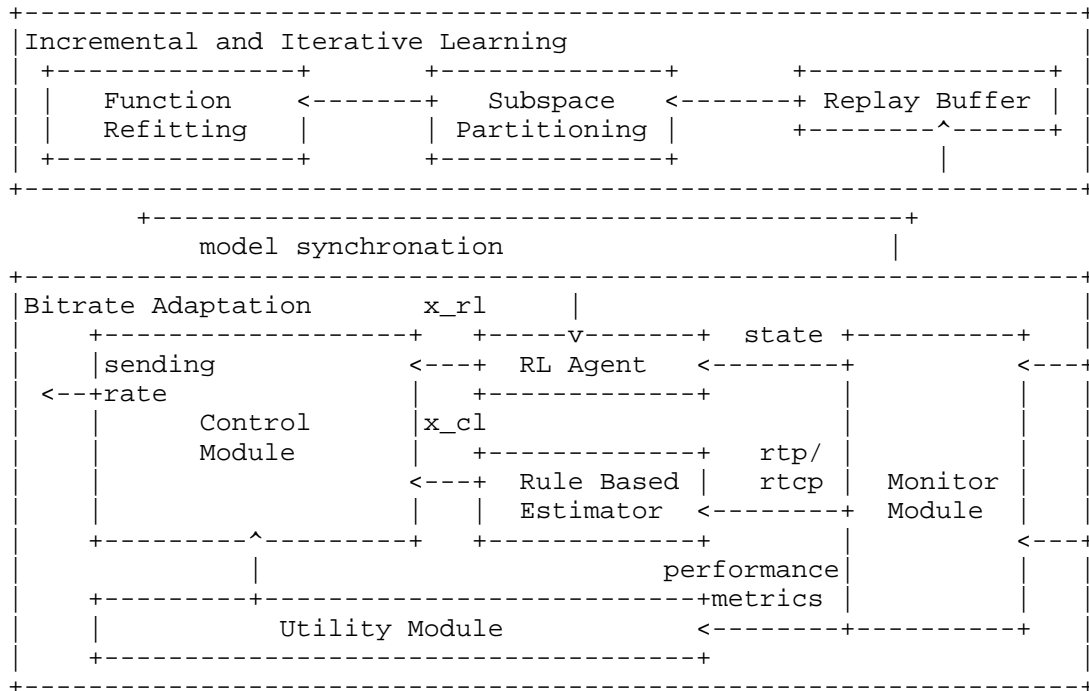 Incremental and Iterative Learning
Function Subspace Replay Buffer
Refitting Partitioning
model synchronation
Bitrate Adaptation x_rl
state
sending RL Agent
rate
Control x_cl
Module rtp/
Rule Based rtcp Monitor
Estimator Module
performance
metrics
Utility Module